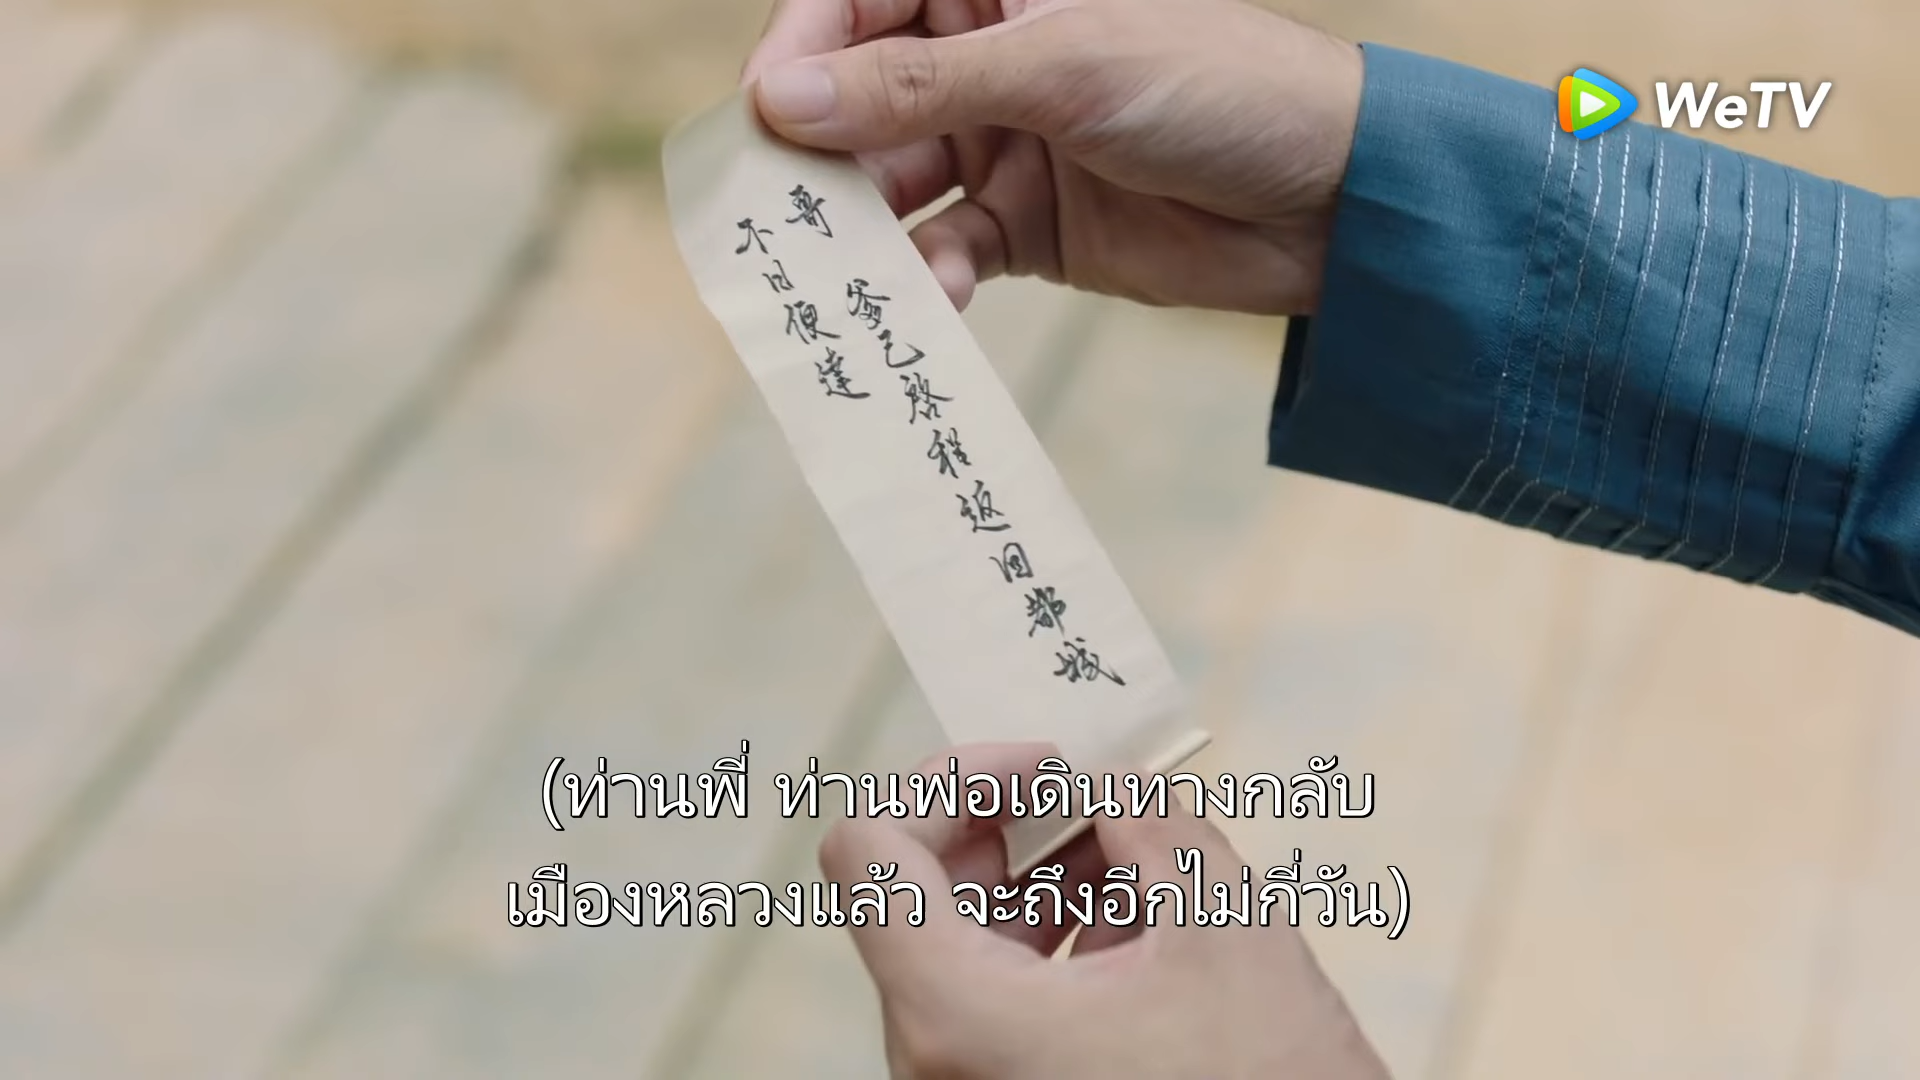 WeTV
哥
爹已啓程返回都城
不日便達
(ท่านพี่ ท่านพ่อเดินทางกลับ
เมืองหลวงแล้ว จะถึงอีกไม่กี่วัน)